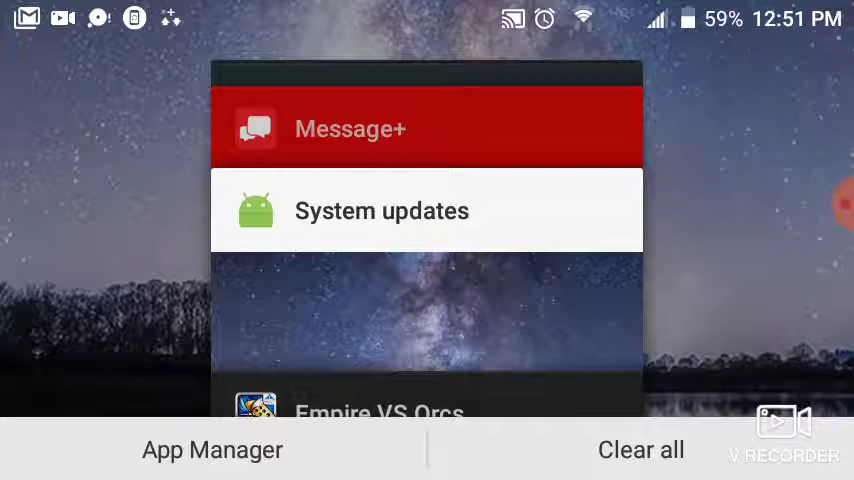 59% 12:51 PM
Message+
System updates
Empire VS Orcs
App Manager
Clear all
V RECORDER